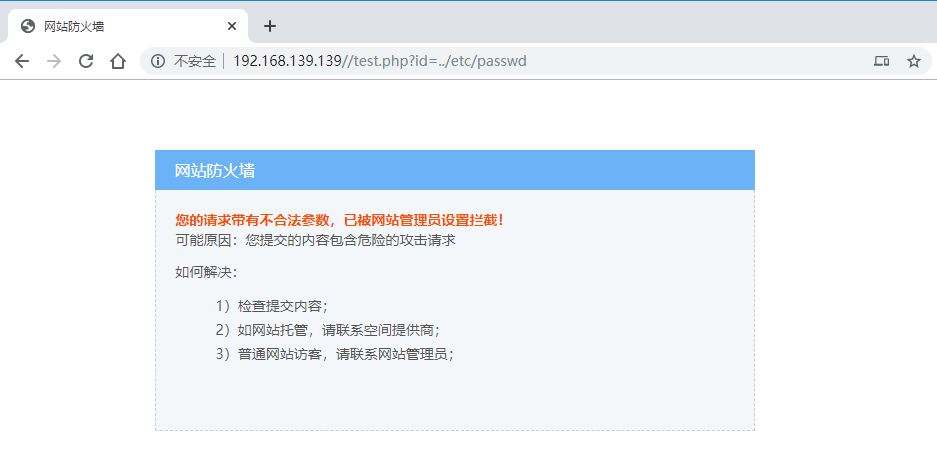 网站防火墙
不安全 192.168.139.139//test.php?id=../etc/passwd
网站防火墙
您的请求带有不合法参数，已被网站管理员设置拦截！
可能原因：您提交的内容包含危险的攻击请求
如何解决：
1）检查提交内容；
2）如网站托管，请联系空间提供商；
3）普通网站访客，请联系网站管理员；